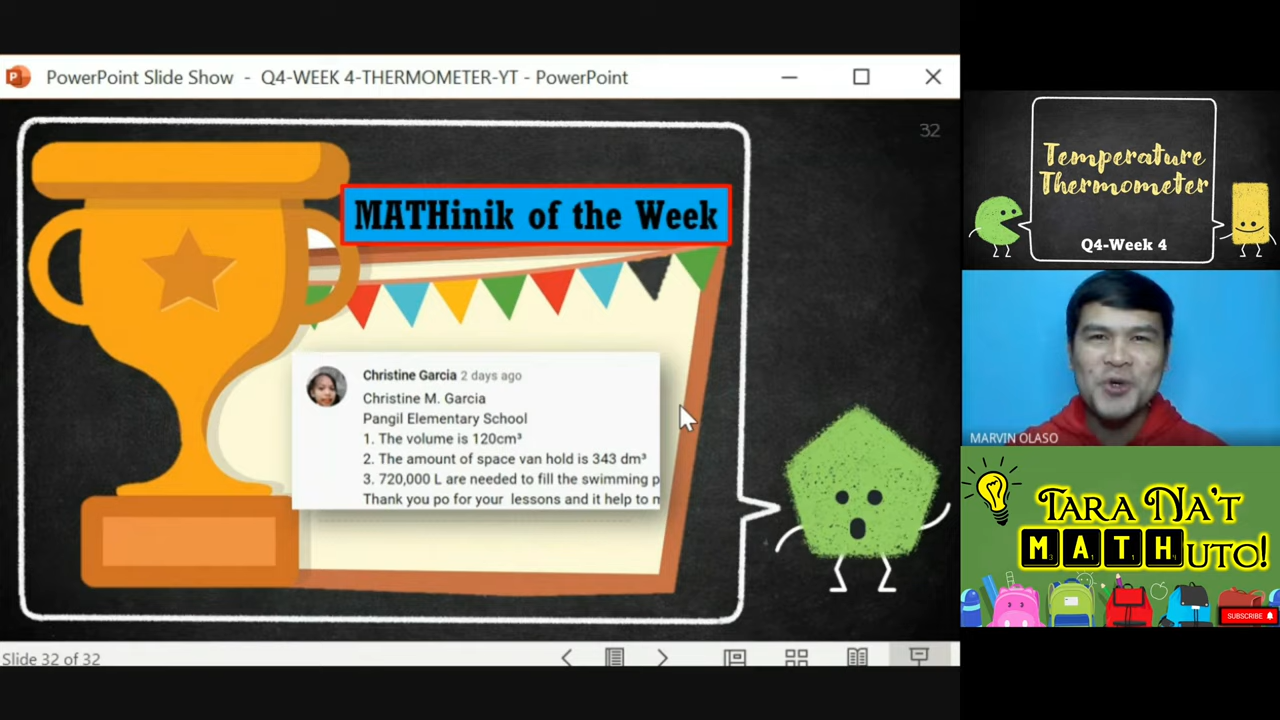 PowerPoint Slide Show - Q4-WEEK 4-THERMOMETER-YT - PowerPoint
32
MATHinik of the Week
Christine Garcia 2 days ago
Christine M. Garcia
Pangil Elementary School
1. The volume is 120cm³
2. The amount of space van hold is 343 dm³
3. 720,000 L are needed to fill the swimming p
Thank you po for your lessons and it help to m
Slide 32 of 32
Temperature
Thermometer
Q4-Week 4
MARVIN OLASO
TARA NA'T
MATHUTO!
SUBSCRIBE